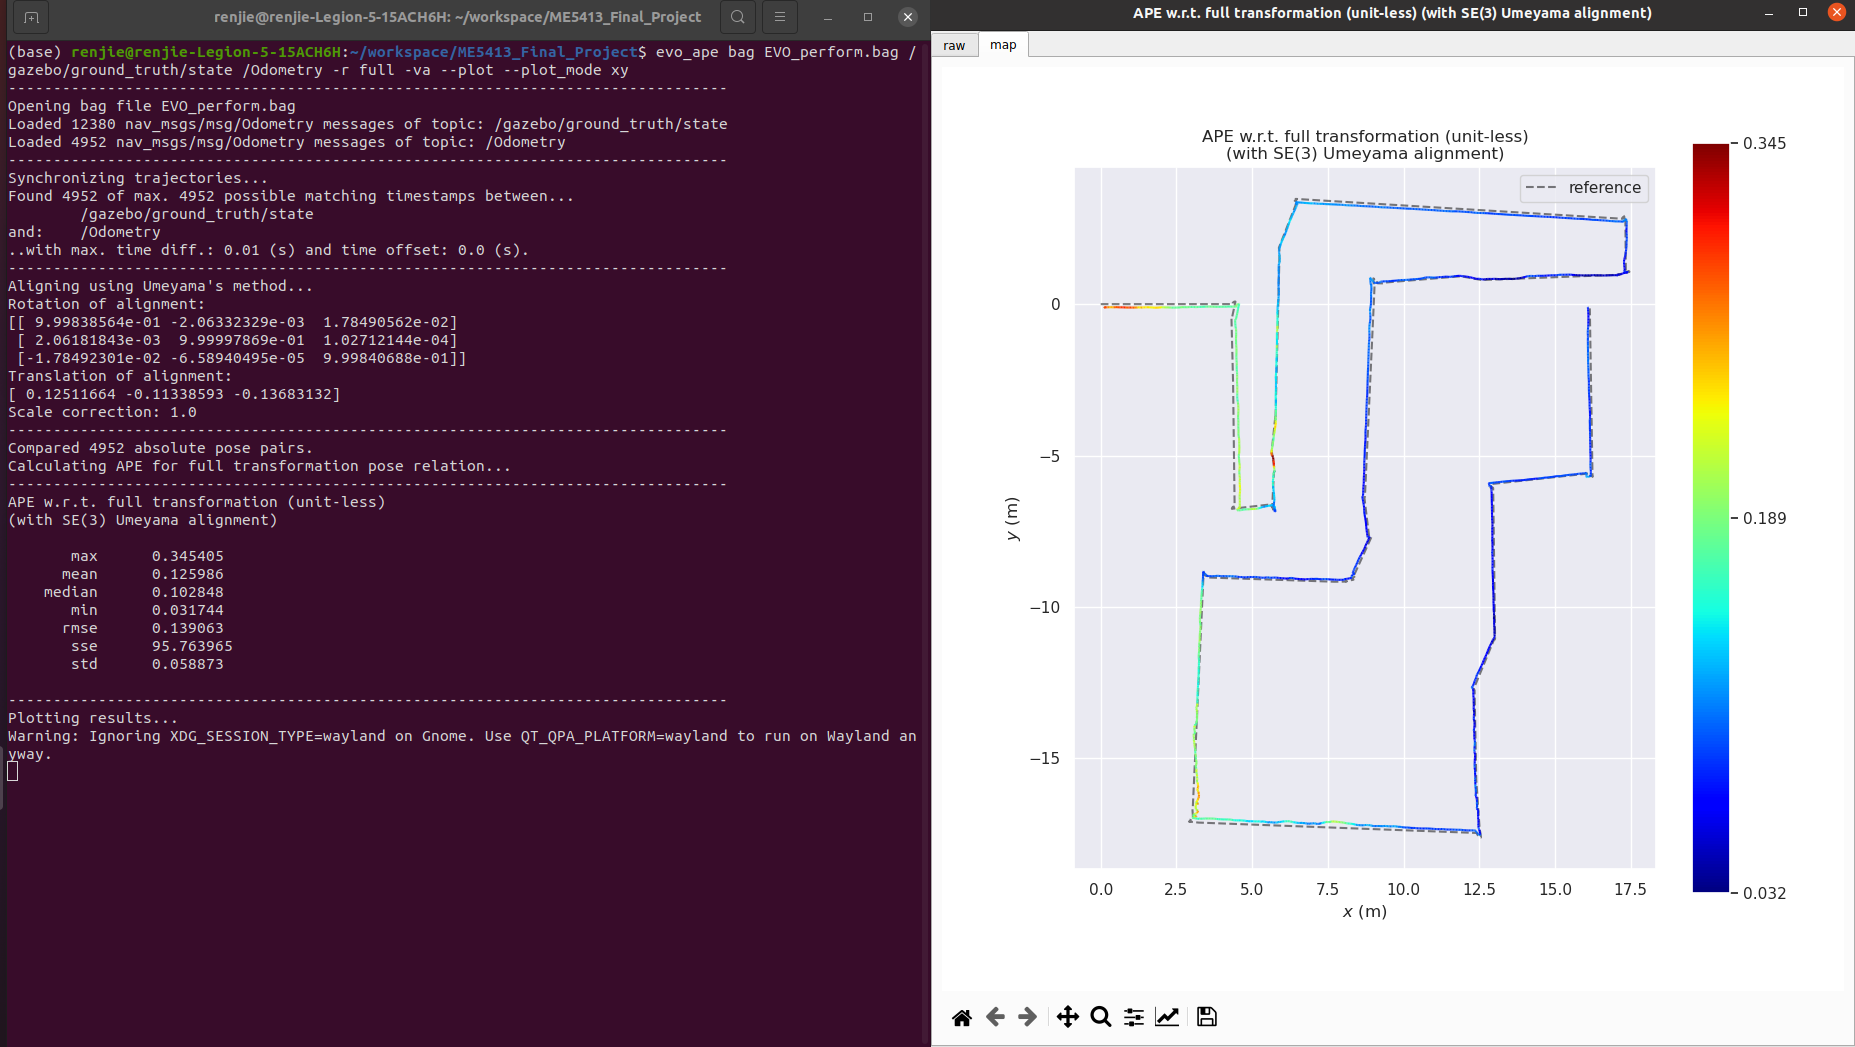 renjie@renjie-Legion-5-15ACH6H: ~/workspace/ME5413_Final_Project
(base) renjie@renjie-Legion-5-15ACH6H:~/workspace/ME5413_Final_Project$ evo_ape bag EVO_perform.bag /
gazebo/ground_truth/state /Odometry -r full -va --plot --plot_mode xy
--------------------------------------------------------------------------------
Opening bag file EVO_perform.bag
Loaded 12380 nav_msgs/msg/Odometry messages of topic: /gazebo/ground_truth/state
Loaded 4952 nav_msgs/msg/Odometry messages of topic: /Odometry
--------------------------------------------------------------------------------
Synchronizing trajectories...
Found 4952 of max. 4952 possible matching timestamps between...
        /gazebo/ground_truth/state
and:    /Odometry
..with max. time diff.: 0.01 (s) and time offset: 0.0 (s).
--------------------------------------------------------------------------------
Aligning using Umeyama's method...
Rotation of alignment:
[[ 9.99838564e-01 -2.06332329e-03  1.78490562e-02]
 [ 2.06181843e-03  9.99997869e-01  1.02712144e-04]
 [-1.78492301e-02 -6.58940495e-05  9.99840688e-01]]
Translation of alignment:
[ 0.12511664 -0.11338593 -0.13683132]
Scale correction: 1.0
--------------------------------------------------------------------------------
Compared 4952 absolute pose pairs.
Calculating APE for full transformation pose relation...
--------------------------------------------------------------------------------
APE w.r.t. full transformation (unit-less)
(with SE(3) Umeyama alignment)
       max      0.345405
      mean      0.125986
    median      0.102848
       min      0.031744
      rmse      0.139063
       sse      95.763965
       std      0.058873
--------------------------------------------------------------------------------
Plotting results...
Warning: Ignoring XDG_SESSION_TYPE=wayland on Gnome. Use QT_QPA_PLATFORM=wayland to run on Wayland an
yway.
APE w.r.t. full transformation (unit-less) (with SE(3) Umeyama alignment)
raw map
APE w.r.t. full transformation (unit-less)
(with SE(3) Umeyama alignment)
reference
0
−5
−10
−15
y (m)
0.0 2.5 5.0 7.5 10.0 12.5 15.0 17.5
x (m)
0.345
0.189
0.032